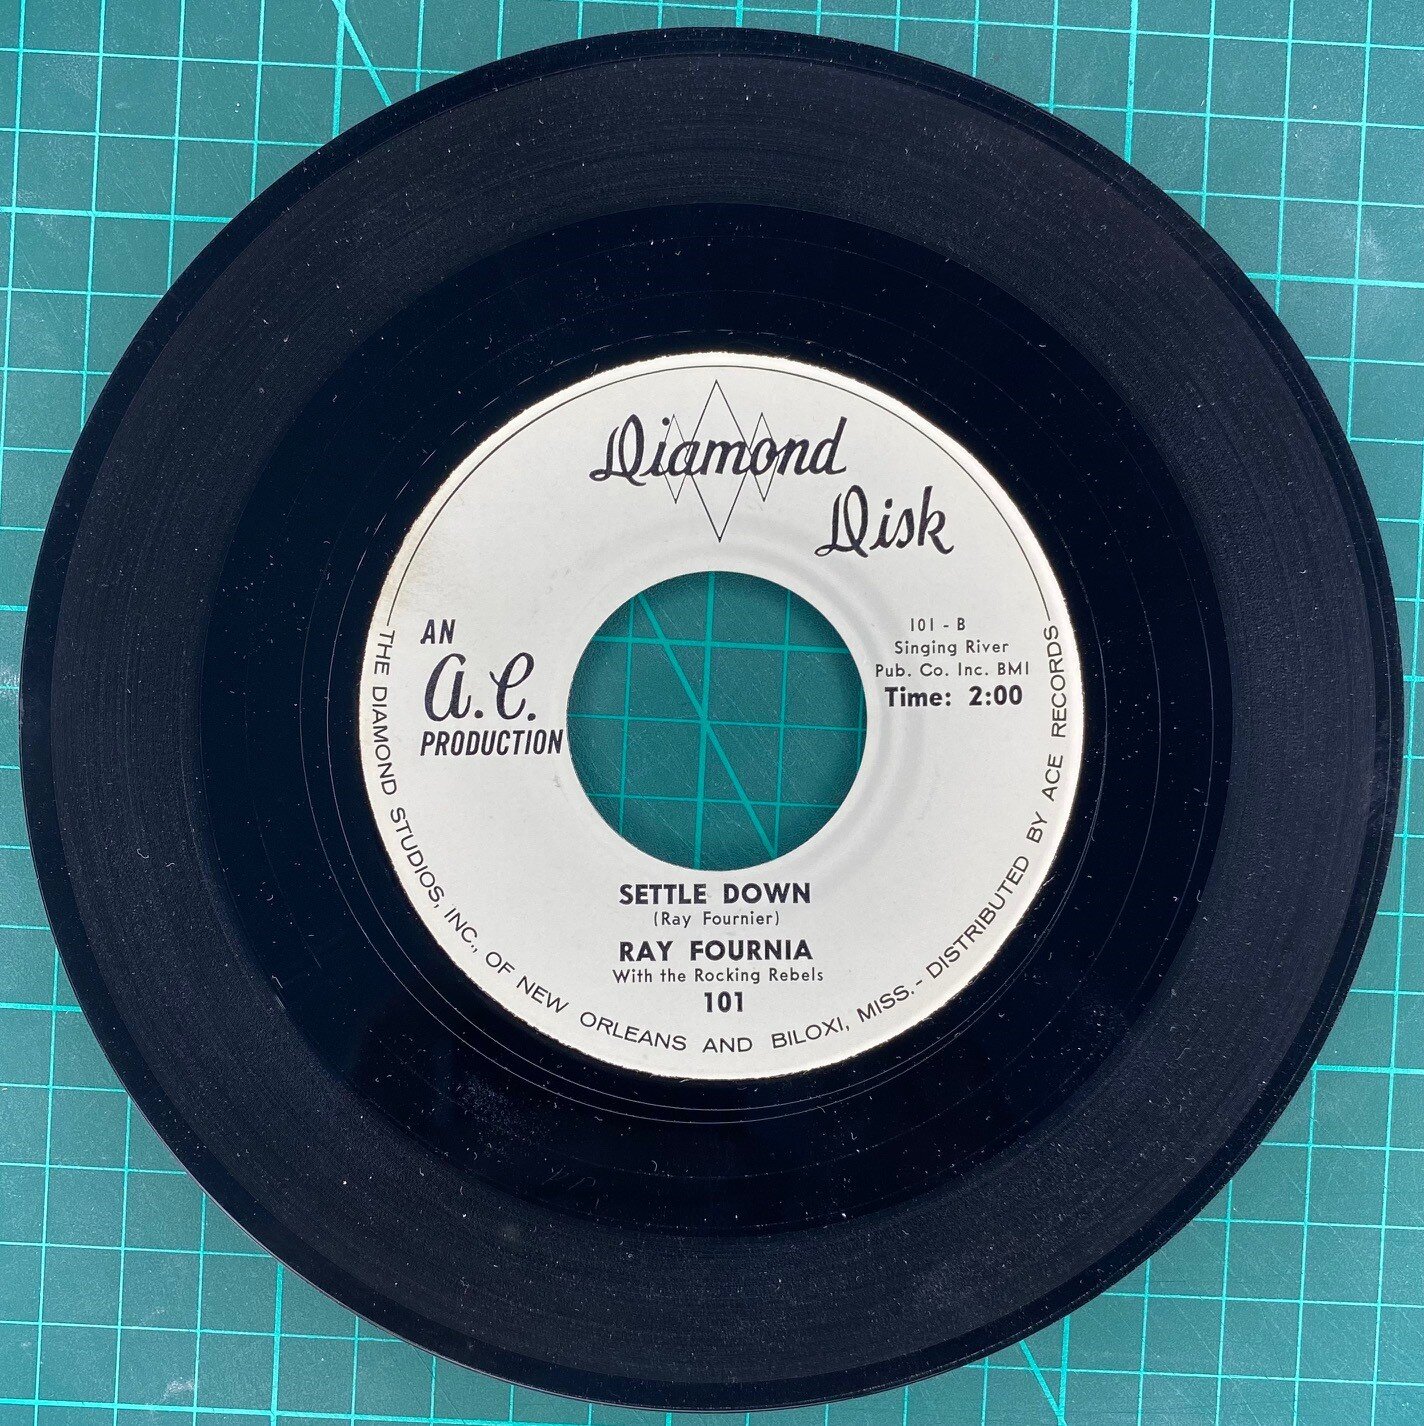 Diamond
Disk
AN
a.C.
PRODUCTION
101 - B
Singing River
Pub. Co. Inc. BMI
Time: 2:00
SETTLE DOWN
(Ray Fournier)
RAY FOURNIA
With the Rocking Rebels
101
THE DIAMOND STUDIOS, INC., OF NEW ORLEANS AND BILOXI, MISS. - DISTRIBUTED BY ACE RECORDS